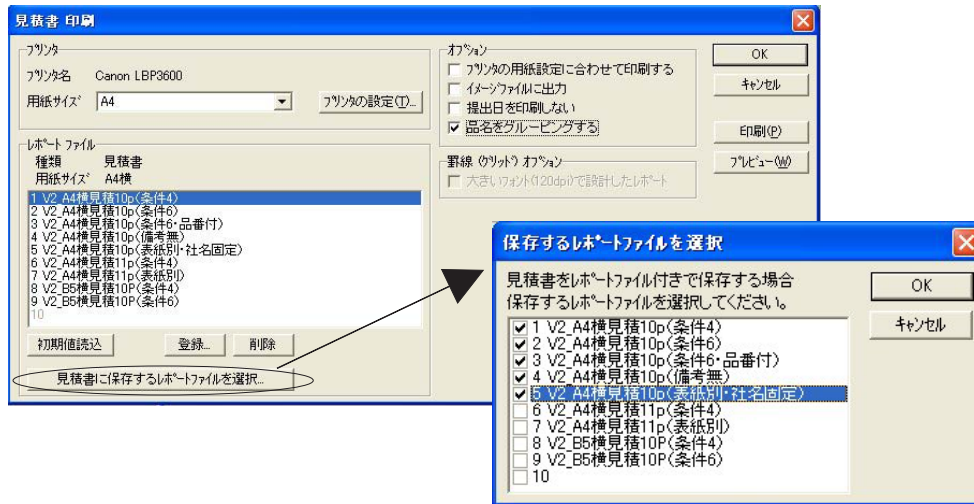 見積書 印刷
プリンタ
プリンタ名 Canon LBP3600
用紙サイズ A4 プリンタの設定(T)...
レポート ファイル
種類 見積書
用紙サイズ A4横
1 V2_A4横見積10p(条件4)
2 V2_A4横見積10p(条件6)
3 V2_A4横見積10p(条件6・品番付)
4 V2_A4横見積10p(備考無)
5 V2_A4横見積10p(表紙別・社名固定)
6 V2_A4横見積11p(条件4)
7 V2_A4横見積11p(表紙別)
8 V2_B5横見積10P(条件4)
9 V2_B5横見積10P(条件6)
10
初期値読込 登録... 削除
見積書に保存するレポートファイルを選択...
オプション
プリンタの用紙設定に合わせて印刷する
イメージファイルに出力
提出日を印刷しない
品名をグルーピングする
罫線 (グリット) オプション
大きいフォント(120dpi)で設計したレポート
OK
キャンセル
印刷(P)
プレビュー(W)
保存するレポートファイルを選択
見積書をレポートファイル付きで保存する場合
保存するレポートファイルを選択してください。
1 V2_A4横見積10p(条件4)
2 V2_A4横見積10p(条件6)
3 V2_A4横見積10p(条件6・品番付)
4 V2_A4横見積10p(備考無)
5 V2_A4横見積10p(表紙別・社名固定)
6 V2_A4横見積11p(条件4)
7 V2_A4横見積11p(表紙別)
8 V2_B5横見積10P(条件4)
9 V2_B5横見積10P(条件6)
10
OK
キャンセル